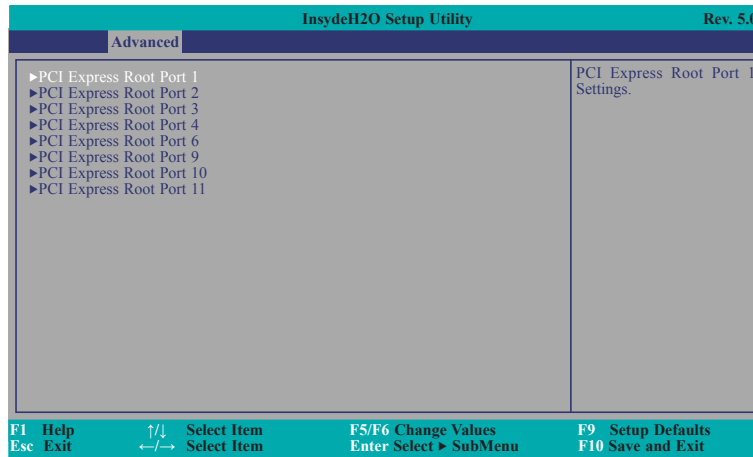 InsydeH2O Setup Utility Rev. 5.0
Advanced
►PCI Express Root Port 1
►PCI Express Root Port 2
►PCI Express Root Port 3
►PCI Express Root Port 4
►PCI Express Root Port 6
►PCI Express Root Port 9
►PCI Express Root Port 10
►PCI Express Root Port 11
PCI Express Root Port 1
Settings.
F1 Help ↑/↓ Select Item F5/F6 Change Values F9 Setup Defaults
Esc Exit ←/→ Select Item Enter Select ► SubMenu F10 Save and Exit